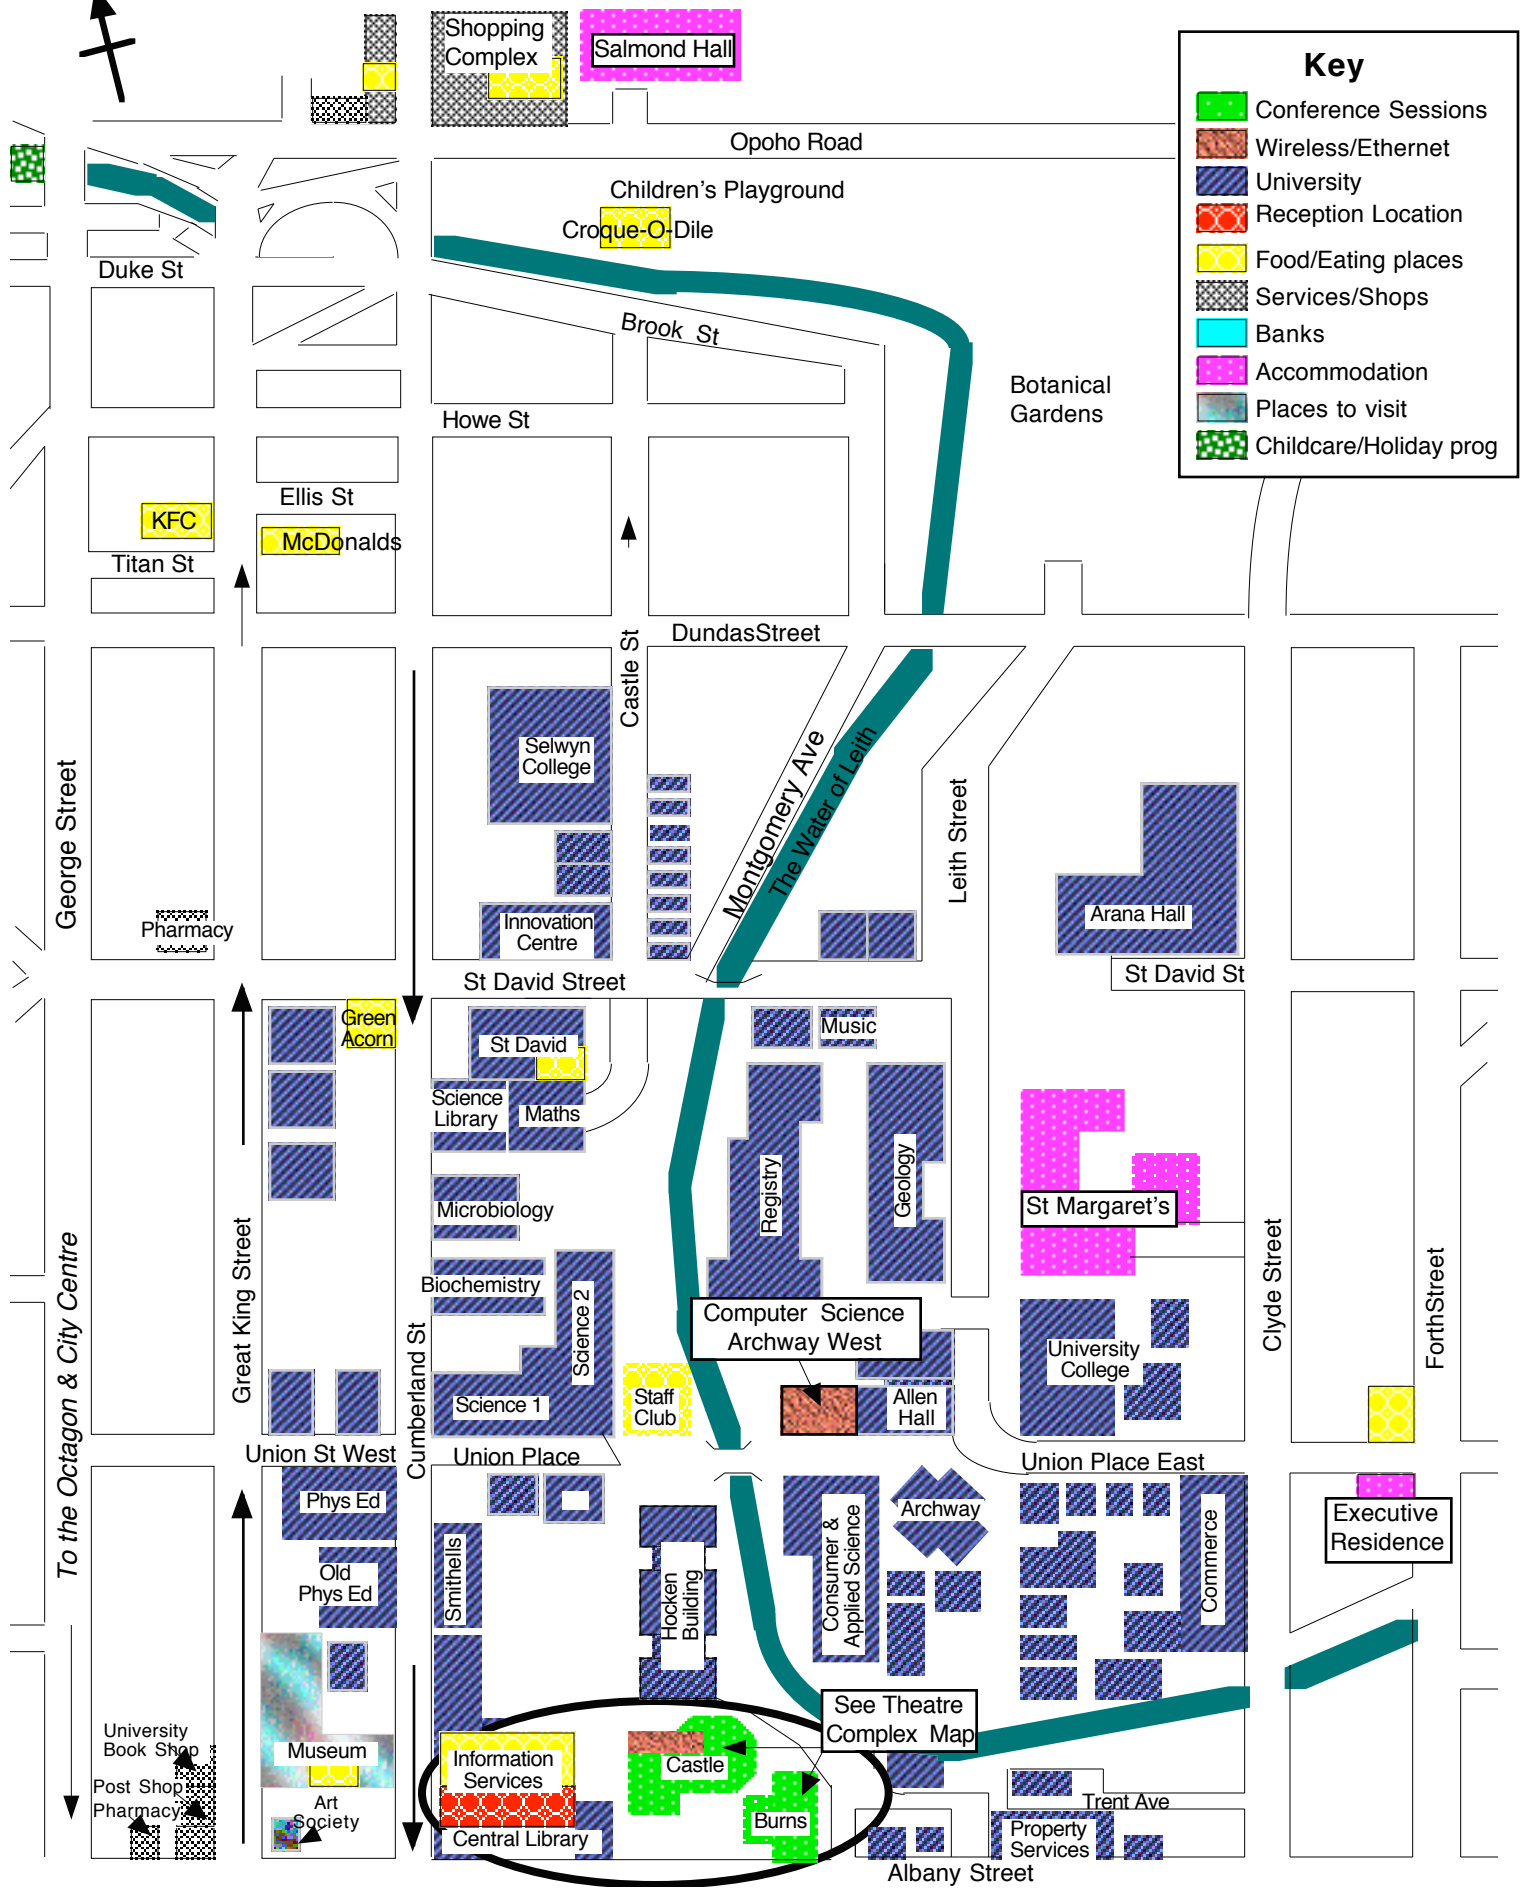 Shopping
Complex
Salmond Hall
Key
Conference Sessions
Wireless/Ethernet
University
Reception Location
Food/Eating places
Services/Shops
Banks
Accommodation
Places to visit
Childcare/Holiday prog
Opoho Road
Children's Playground
Croque-O-Dile
Duke St
Brook St
Botanical
Gardens
Howe St
Ellis St
KFC
McDonalds
Titan St
DundasStreet
Castle St
Selwyn
College
Montgomery Ave
The Water of Leith
Leith Street
George Street
Pharmacy
Innovation
Centre
Arana Hall
St David Street
St David St
Green
Acorn
St David
Music
Science
Library
Maths
Microbiology
Registry
Geology
St Margaret's
Biochemistry
Science 2
Computer Science
Archway West
University
College
Clyde Street
ForthStreet
Great King Street
To the Octagon & City Centre
Cumberland St
Science 1
Staff
Club
Allen
Hall
Union St West
Union Place
Union Place East
Phys Ed
Archway
Executive
Residence
Old
Phys Ed
Smithells
Hocken
Building
Consumer &
Applied Science
Commerce
See Theatre
Complex Map
University
Book Shop
Museum
Information
Services
Castle
Post Shop
Pharmacy
Art
Society
Central Library
Burns
Trent Ave
Property
Services
Albany Street